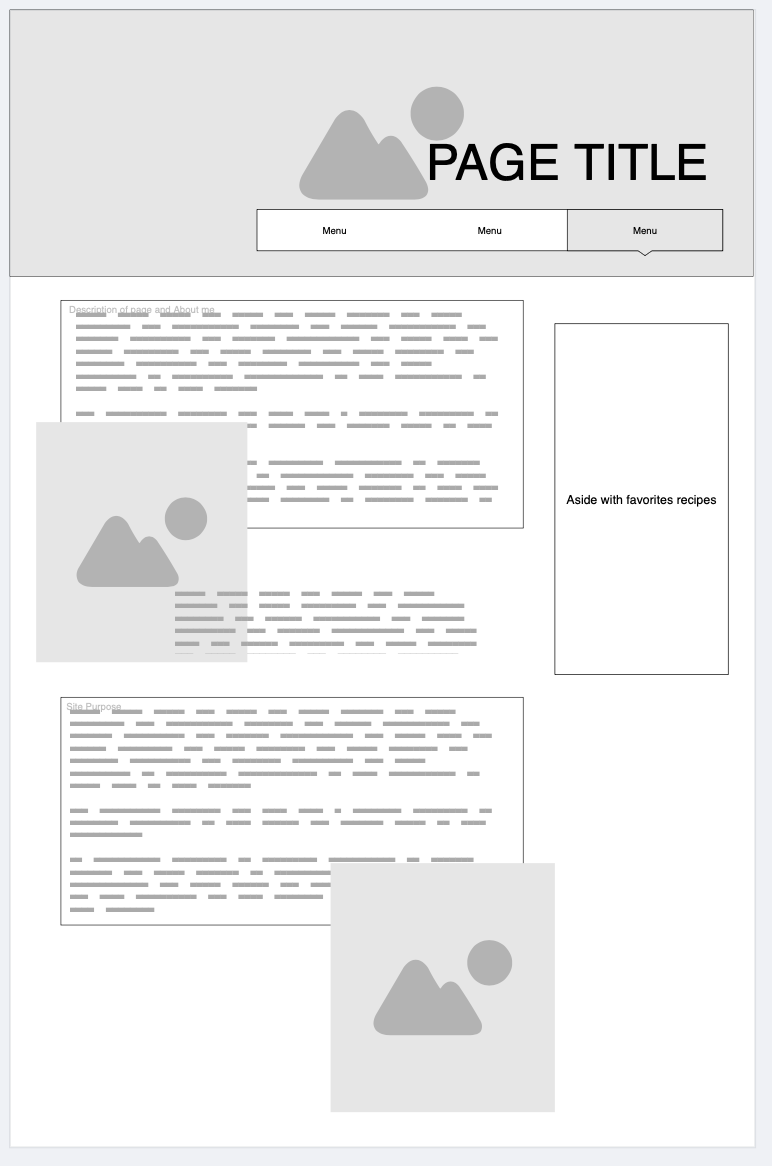 PAGE TITLE
Menu Menu Menu
Description of page and About me
Aside with favorites recipes
Site Purpose